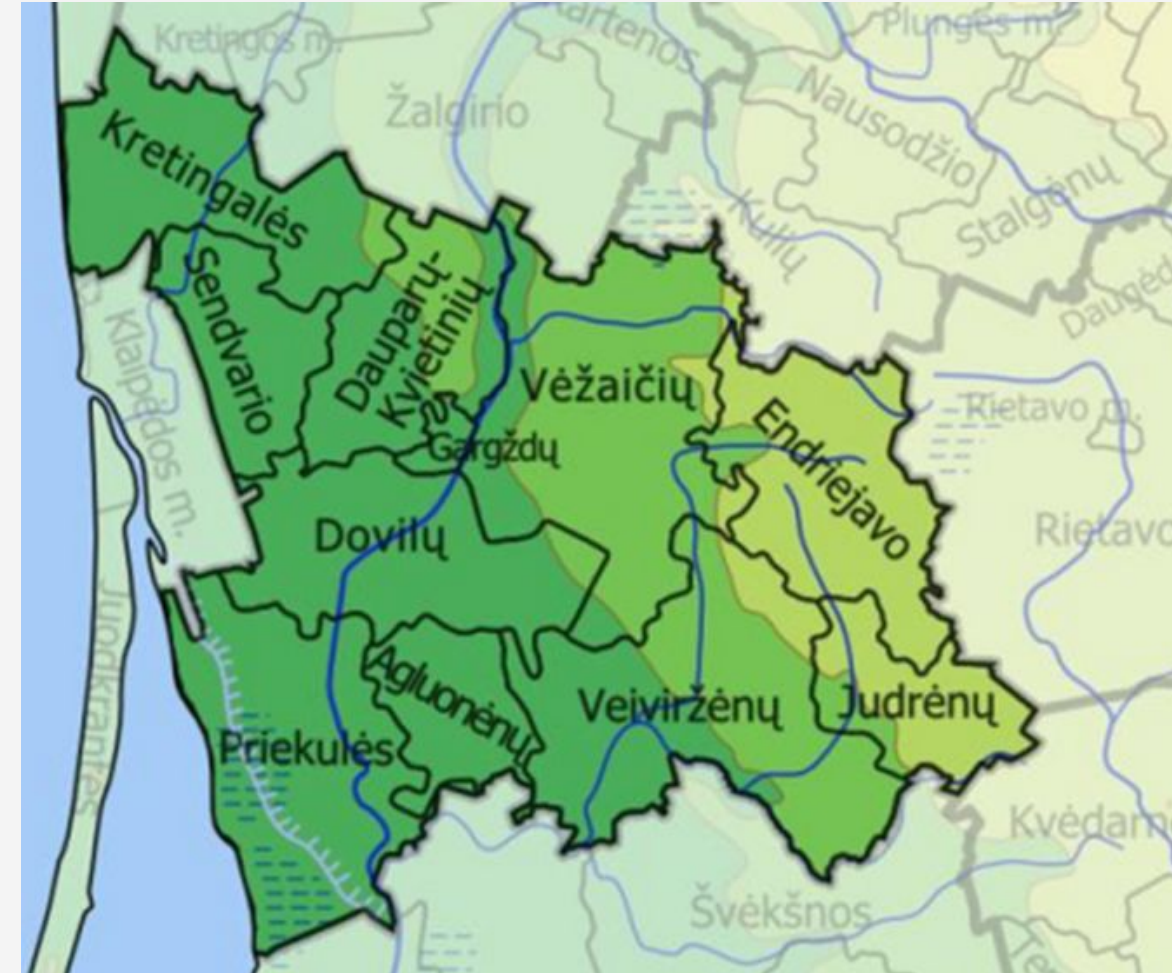 Kretingos m.
Kartenos
Plungės m.
Žalgirio
Nausodžio
Kretingalės
Stalgėnų
Kulių
Sendvario
Dauparų-
Kvietinių
Klaipėdos m.
Vėžaičių
Rietavo m.
Gargždų
Endriejavo
Dovilų
Rietavo
Juodkrantės
Agluonėnų
Veiviržėnų
Judrėnų
Priekulės
Kvėdarn
Švėkšnos